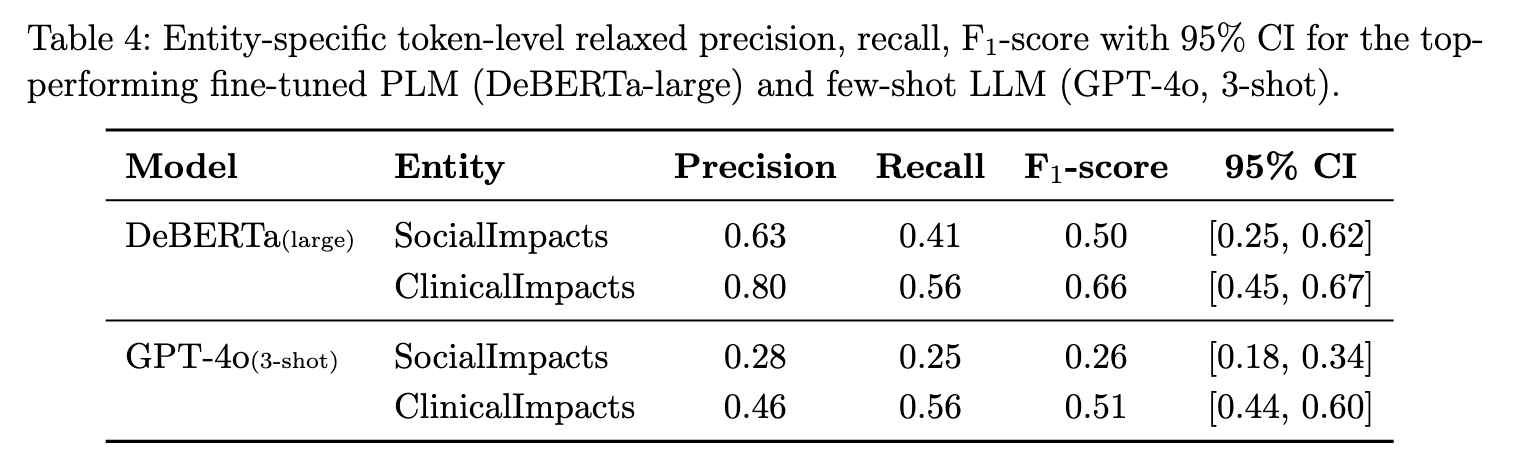 Table 4: Entity-specific token-level relaxed precision, recall, F₁-score with 95% CI for the top-
performing fine-tuned PLM (DeBERTa-large) and few-shot LLM (GPT-4o, 3-shot).
Model Entity Precision Recall F₁-score 95% CI
DeBERTa(large) SocialImpacts 0.63 0.41 0.50 [0.25, 0.62]
ClinicalImpacts 0.80 0.56 0.66 [0.45, 0.67]
GPT-4o(3-shot) SocialImpacts 0.28 0.25 0.26 [0.18, 0.34]
ClinicalImpacts 0.46 0.56 0.51 [0.44, 0.60]